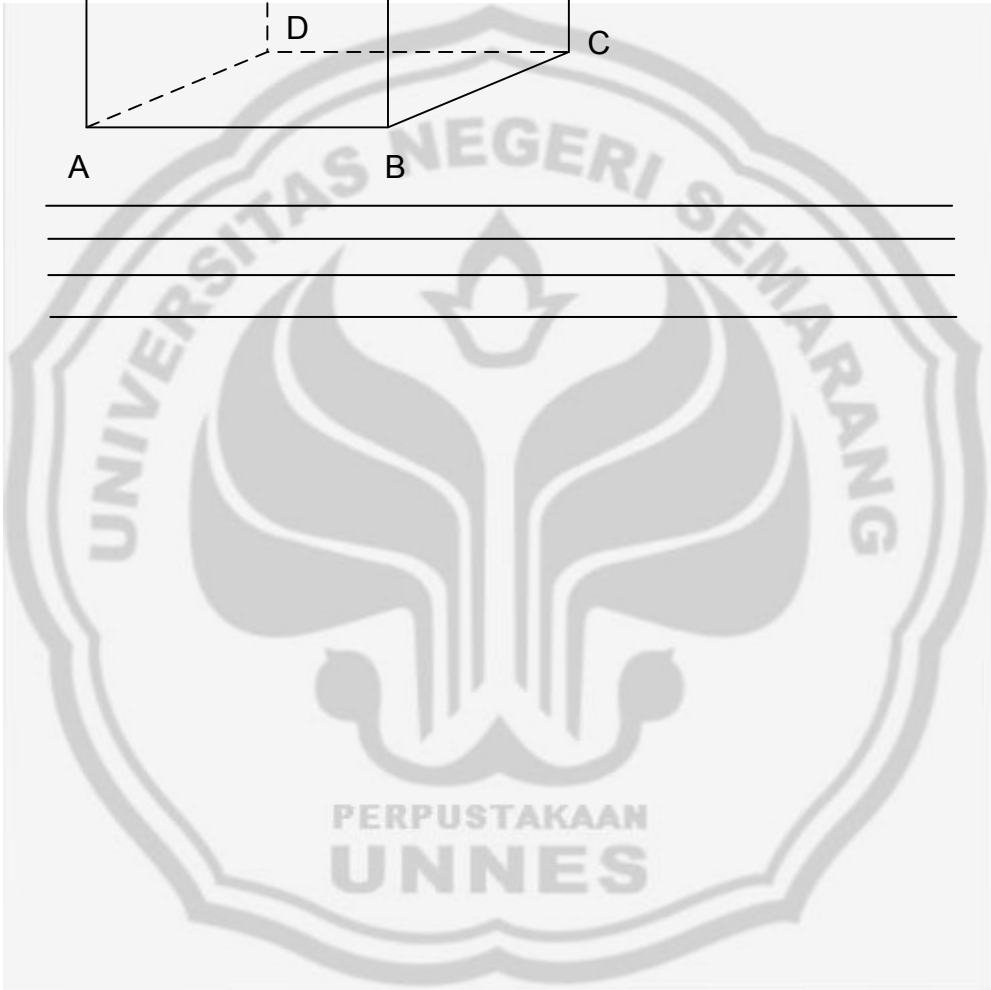 D
C
A B
UNIVERSITAS NEGERI SEMARANG
PERPUSTAKAAN
UNNES